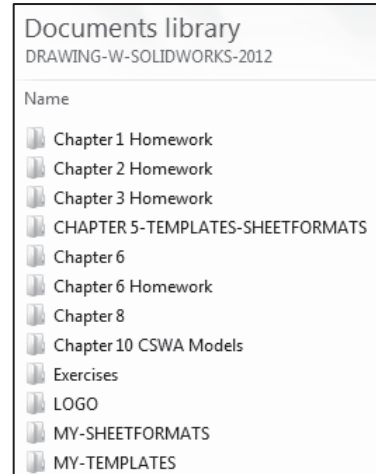 Documents library
DRAWING-W-SOLIDWORKS-2012
Name
Chapter 1 Homework
Chapter 2 Homework
Chapter 3 Homework
CHAPTER 5-TEMPLATES-SHEETFORMATS
Chapter 6
Chapter 6 Homework
Chapter 8
Chapter 10 CSWA Models
Exercises
LOGO
MY-SHEETFORMATS
MY-TEMPLATES